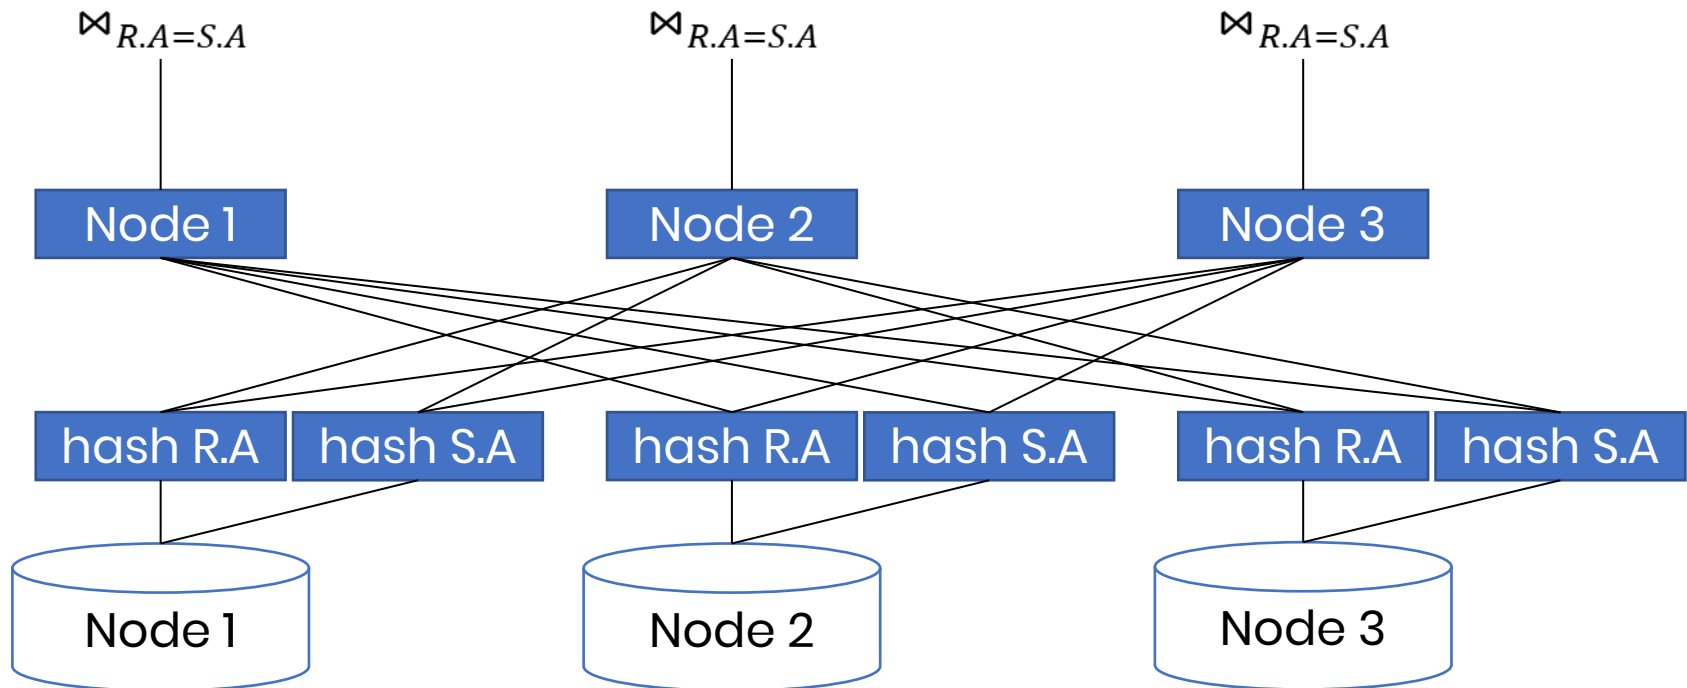 ⋈R.A=S.A ⋈R.A=S.A ⋈R.A=S.A
Node 1 Node 2 Node 3
hash R.A hash S.A hash R.A hash S.A hash R.A hash S.A
Node 1 Node 2 Node 3